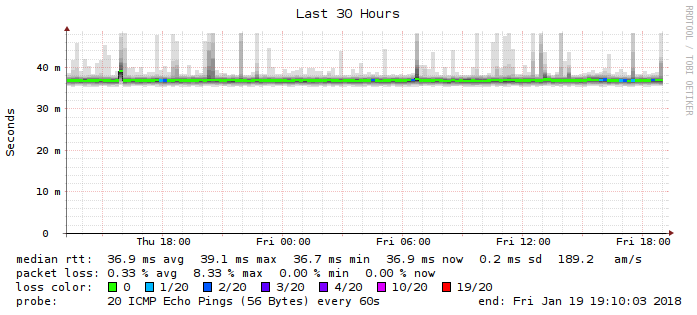 Last 30 Hours
RRDTOOL / TOBI OETIKER
Seconds
40 m
30 m
20 m
10 m
0
Thu 18:00 Fri 00:00 Fri 06:00 Fri 12:00 Fri 18:00
median rtt: 36.9 ms avg 39.1 ms max 36.7 ms min 36.9 ms now 0.2 ms sd 189.2 am/s
packet loss: 0.33 % avg 8.33 % max 0.00 % min 0.00 % now
loss color: 0 1/20 2/20 3/20 4/20 10/20 19/20
probe: 20 ICMP Echo Pings (56 Bytes) every 60s end: Fri Jan 19 19:10:03 2018